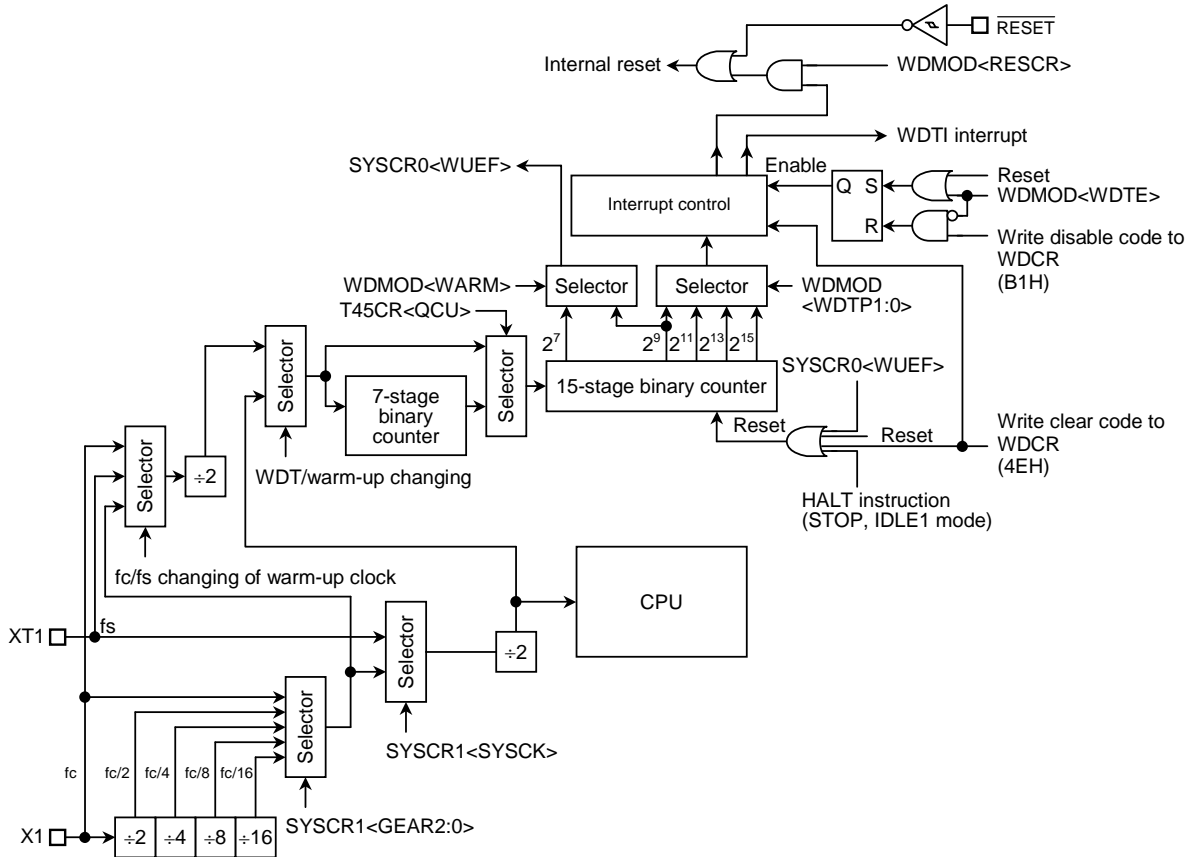 RESET
Internal reset
WDMOD<RESCR>
WDTI interrupt
SYSCR0<WUEF>
Enable
Reset
Interrupt control
Q S
R
WDMOD<WDTE>
Write disable code to
WDCR
(B1H)
WDMOD<WARM>
Selector
Selector
WDMOD
<WDTP1:0>
T45CR<QCU>
2^7 2^9 2^11 2^13 2^15
Selector
Selector
7-stage
binary
counter
15-stage binary counter
SYSCR0<WUEF>
Reset
Reset
Write clear code to
WDCR
(4EH)
Selector
÷2
WDT/warm-up changing
HALT instruction
(STOP, IDLE1 mode)
fc/fs changing of warm-up clock
CPU
XT1
fs
Selector
÷2
Selector
SYSCR1<SYSCK>
fc
fc/2
fc/4
fc/8
fc/16
SYSCR1<GEAR2:0>
X1
÷2 ÷4 ÷8 ÷16